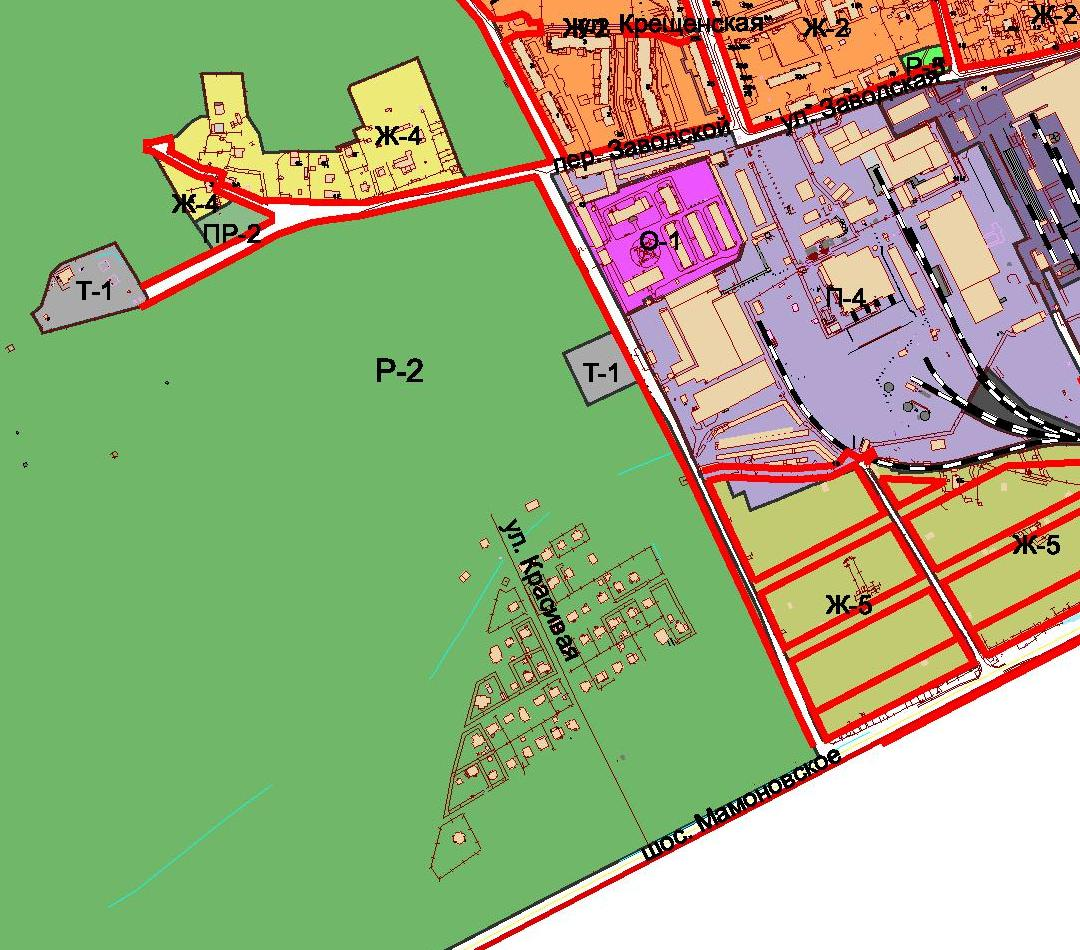 Ж-2
ул. Крещенская"
Ж-2
Ж-2
Р-3
ул. Заводская
пер. Заводской
Ж-4
Ж-4
ПР-2
О-1
Т-1
П-4
Р-2
Т-1
ул. Красивая
Ж-5
Ж-5
шос. Мамоновское